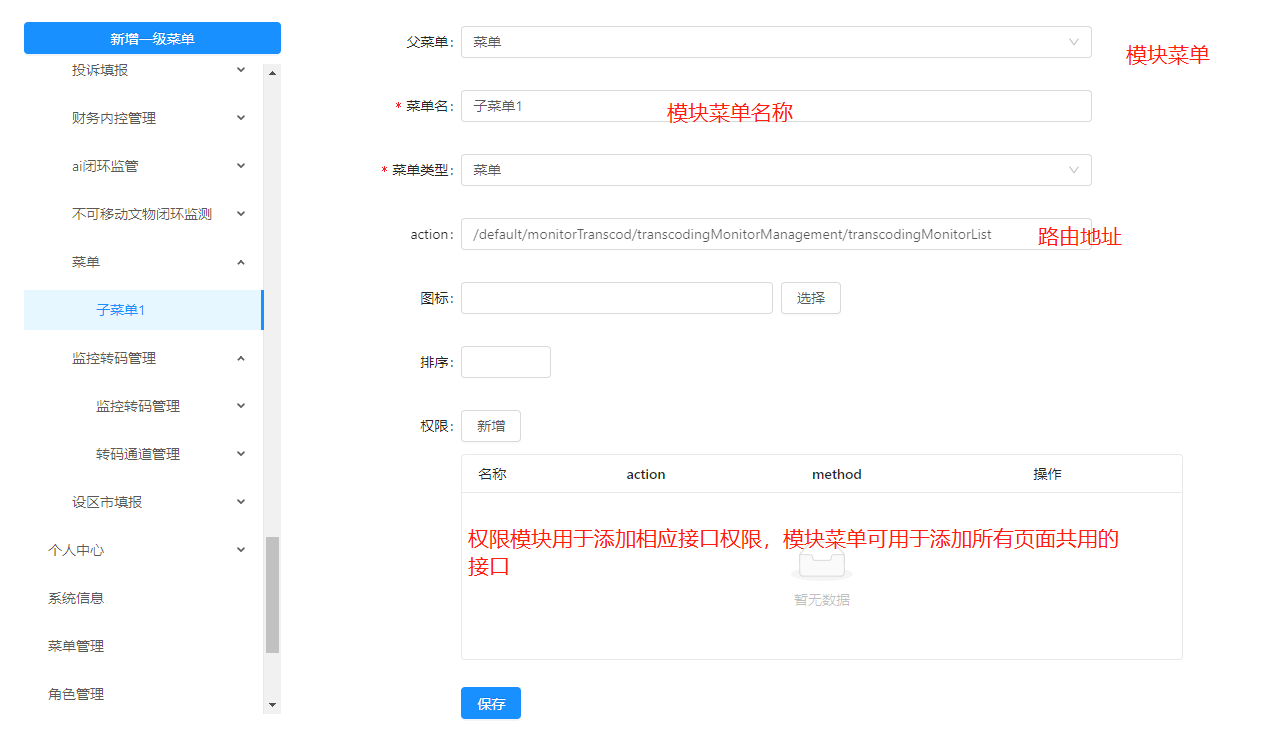 新增一级菜单
投诉填报
财务内控管理
ai闭环监管
不可移动文物闭环监测
菜单
子菜单1
监控转码管理
监控转码管理
转码通道管理
设区市填报
个人中心
系统信息
菜单管理
角色管理
父菜单: 菜单
模块菜单
* 菜单名: 子菜单1
模块菜单名称
* 菜单类型: 菜单
action: /default/monitorTranscod/transcodingMonitorManagement/transcodingMonitorList
路由地址
图标: 选择
排序:
权限: 新增
名称 action method 操作
权限模块用于添加相应接口权限，模块菜单可用于添加所有页面共用的
接口
暂无数据
保存